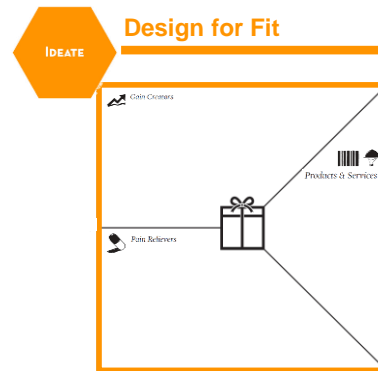 Design for Fit
IDEATE
Gain Creators
Products & Services
Pain Relievers